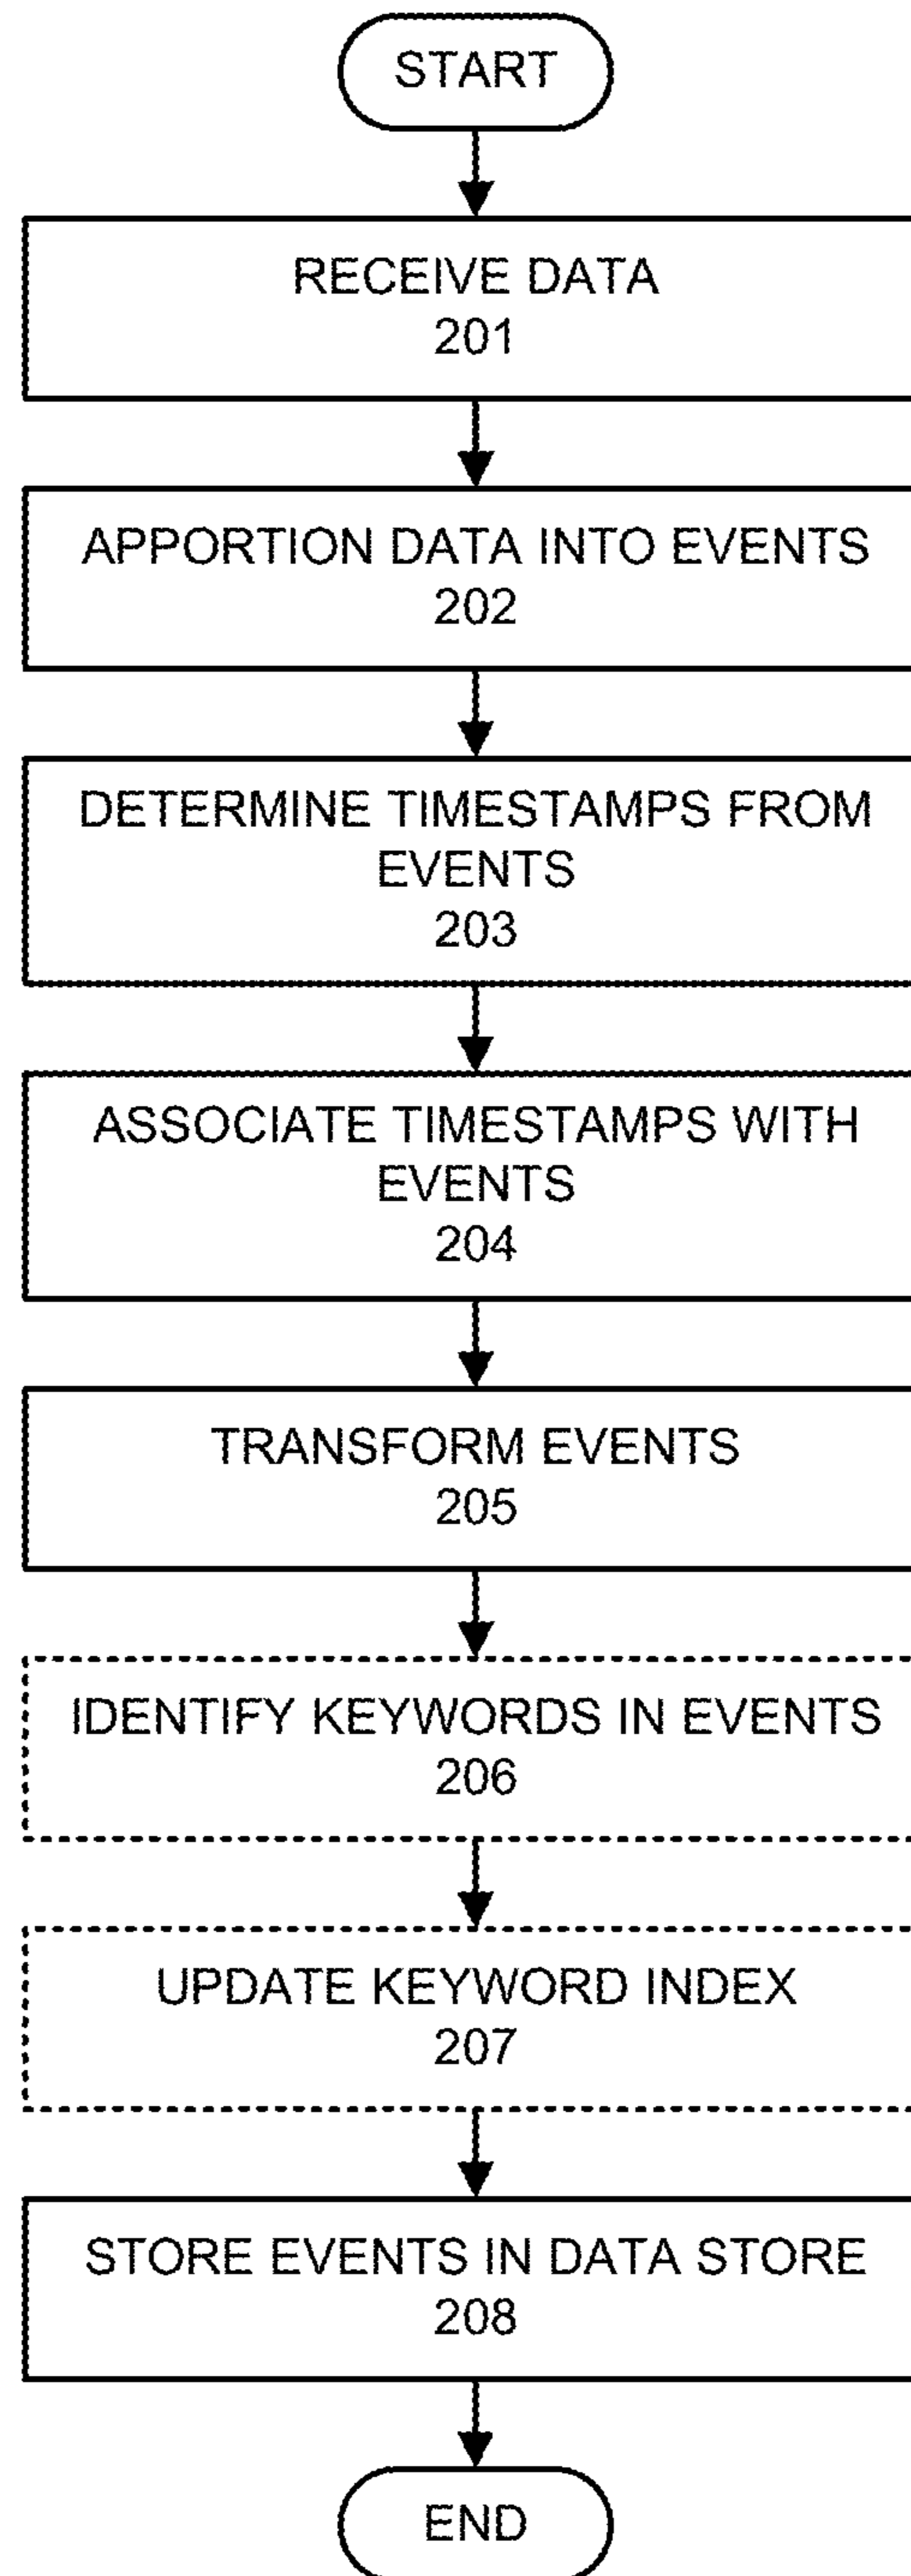 START
RECEIVE DATA
201
APPORTION DATA INTO EVENTS
202
DETERMINE TIMESTAMPS FROM
EVENTS
203
ASSOCIATE TIMESTAMPS WITH
EVENTS
204
TRANSFORM EVENTS
205
IDENTIFY KEYWORDS IN EVENTS
206
UPDATE KEYWORD INDEX
207
STORE EVENTS IN DATA STORE
208
END